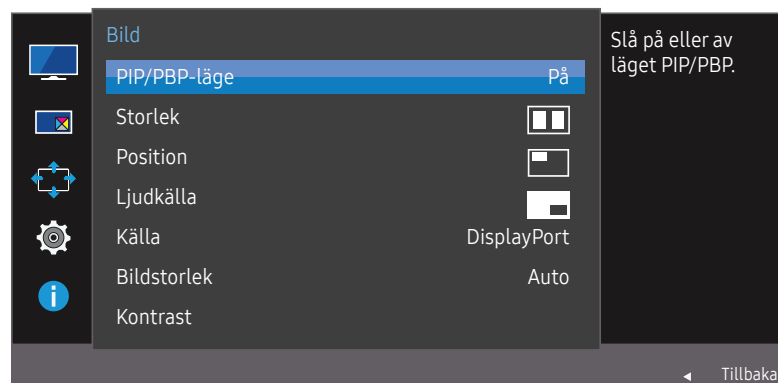 Bild
PIP/PBP-läge På
Storlek
Position
Ljudkälla
Källa DisplayPort
Bildstorlek Auto
Kontrast
Slå på eller av
läget PIP/PBP.
Tillbaka